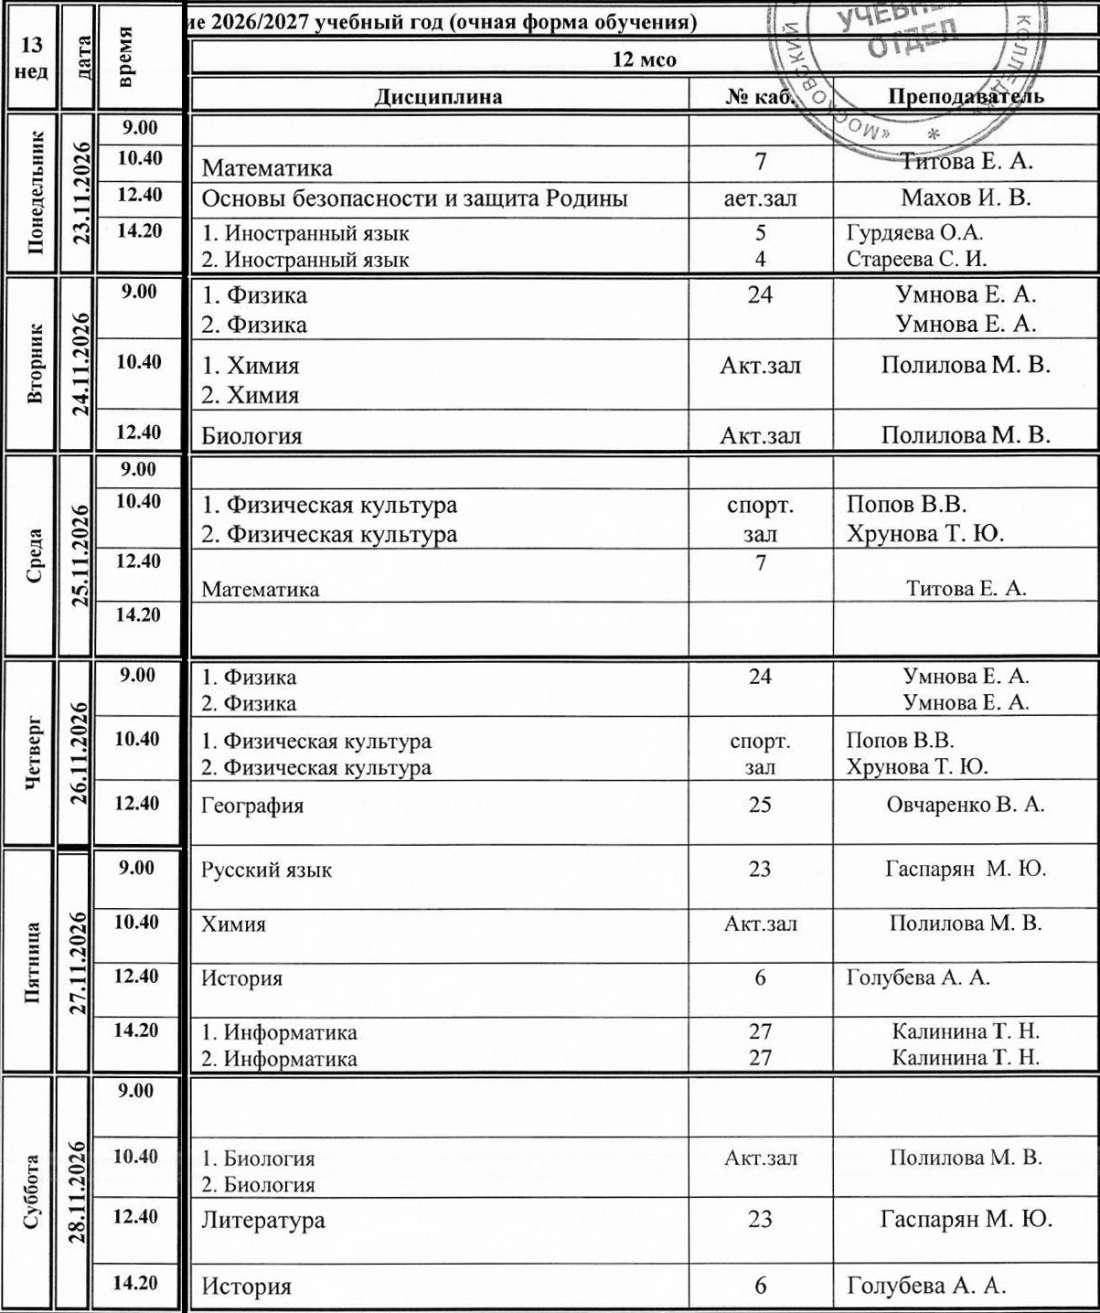 ие 2026/2027 учебный год (очная форма обучения)
13 нед дата время
12 мсо
Дисциплина № каб. Преподаватель
УЧЕБНЫЙ
ОТДЕЛ
КОЛЛЕДЖ
«МОСКОВСКИЙ
*
Понедельник 23.11.2026
9.00
10.40 Математика 7 Титова Е. А.
12.40 Основы безопасности и защита Родины ает.зал Махов И. В.
14.20 1. Иностранный язык 5 Гурдяева О.А.
2. Иностранный язык 4 Стареева С. И.
Вторник 24.11.2026
9.00 1. Физика 24 Умнова Е. А.
2. Физика Умнова Е. А.
10.40 1. Химия Акт.зал Полилова М. В.
2. Химия
12.40 Биология Акт.зал Полилова М. В.
Среда 25.11.2026
9.00
10.40 1. Физическая культура спорт. Попов В.В.
2. Физическая культура зал Хрунова Т. Ю.
12.40 7
Математика Титова Е. А.
14.20
Четверг 26.11.2026
9.00 1. Физика 24 Умнова Е. А.
2. Физика Умнова Е. А.
10.40 1. Физическая культура спорт. Попов В.В.
2. Физическая культура зал Хрунова Т. Ю.
12.40 География 25 Овчаренко В. А.
Пятница 27.11.2026
9.00 Русский язык 23 Гаспарян М. Ю.
10.40 Химия Акт.зал Полилова М. В.
12.40 История 6 Голубева А. А.
14.20 1. Информатика 27 Калинина Т. Н.
2. Информатика 27 Калинина Т. Н.
Суббота 28.11.2026
9.00
10.40 1. Биология Акт.зал Полилова М. В.
2. Биология
12.40 Литература 23 Гаспарян М. Ю.
14.20 История 6 Голубева А. А.